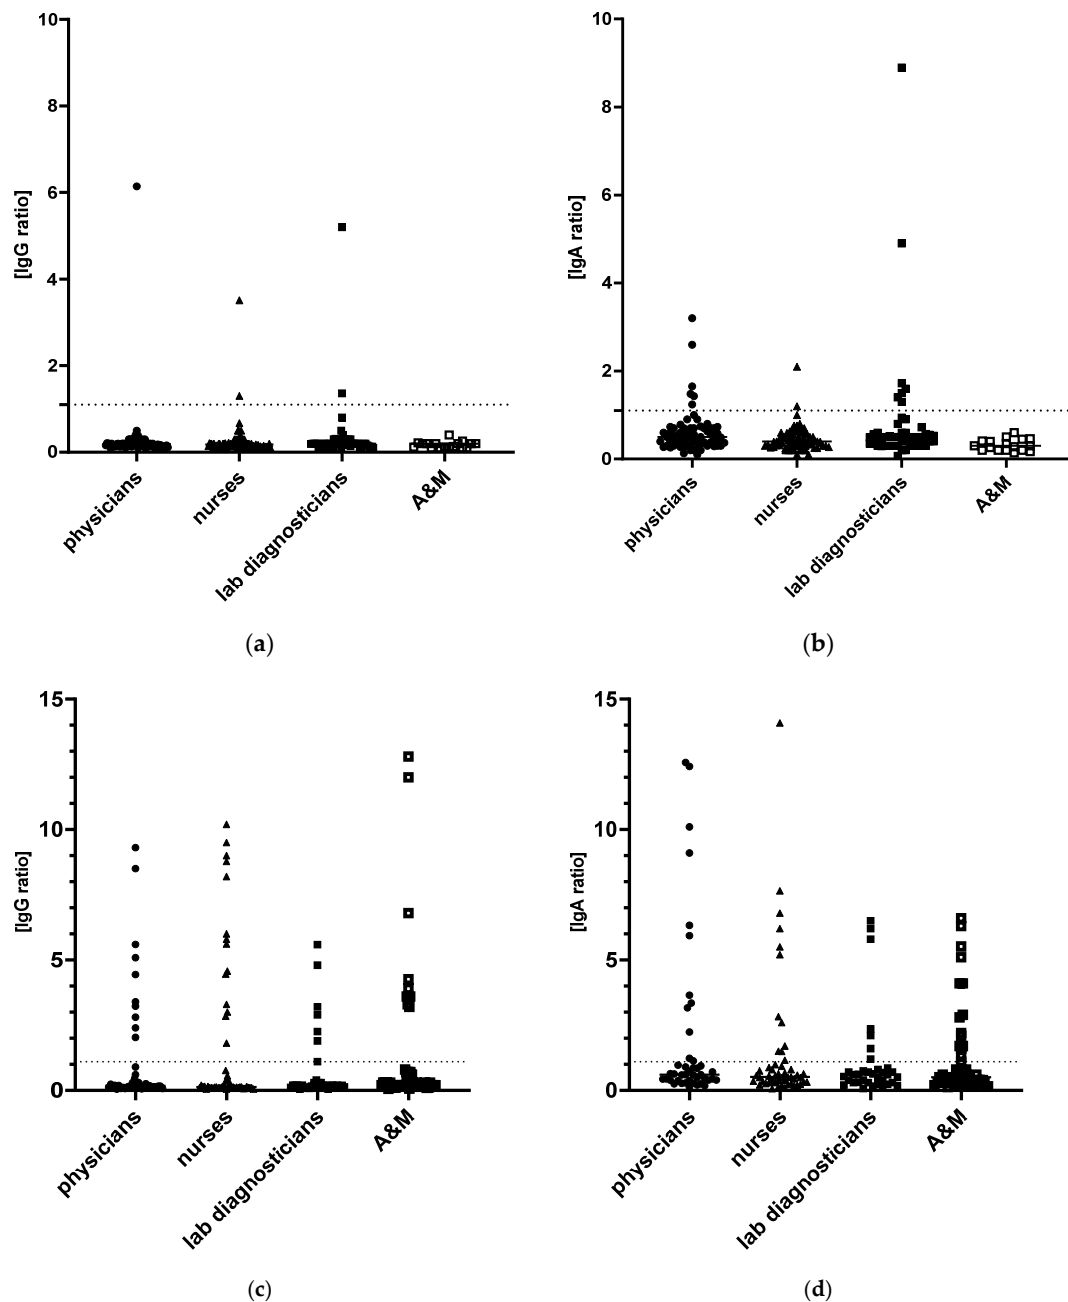 10
8
6
4
2
0
[IgG ratio]
physicians
nurses
lab diagnosticians
A&M
(a)
10
8
6
4
2
0
[IgA ratio]
physicians
nurses
lab diagnosticians
A&M
(b)
15
10
5
0
[IgG ratio]
physicians
nurses
lab diagnosticians
A&M
(c)
15
10
5
0
[IgA ratio]
physicians
nurses
lab diagnosticians
A&M
(d)